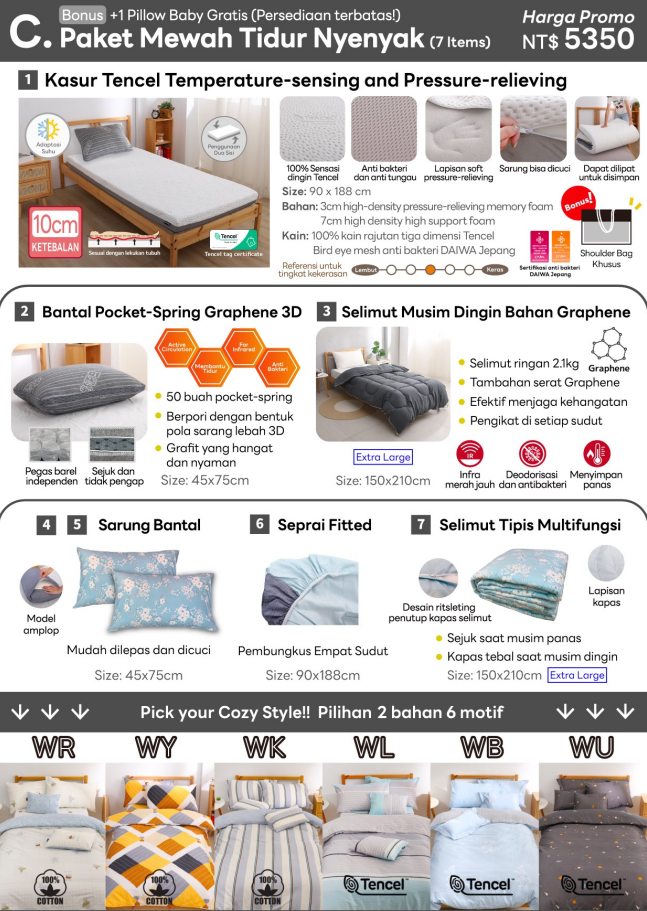 Bonus +1 Pillow Baby Gratis (Persediaan terbatas!)
C. Paket Mewah Tidur Nyenyak (7 Items)
Harga Promo
NT$ 5350
1 Kasur Tencel Temperature-sensing and Pressure-relieving
Adaptasi
Suhu
Penggunaan
Dua Sisi
10cm
KETEBALAN
Sesuai dengan lekukan tubuh
Tencel
Tencel tag certificate
100% Sensasi
dingin Tencel
Anti bakteri
dan anti tungau
Lapisan soft
pressure-relieving
Sarung bisa dicuci
Dapat dilipat
untuk disimpan
Size: 90 x 188 cm
Bahan: 3cm high-density pressure-relieving memory foam
7cm high density high support foam
Kain: 100% kain rajutan tiga dimensi Tencel
Bird eye mesh anti bakteri DAIWA Jepang
Referensi untuk
tingkat kekerasan
Lembut
Keras
Sertifikasi anti bakteri
DAIWA Jepang
Bonus!
Shoulder Bag
Khusus
2 Bantal Pocket-Spring Graphene 3D
Active
Circulation
Membantu
Tidur
For
Infrared
Anti
Bakteri
50 buah pocket-spring
Berpori dengan bentuk
pola sarang lebah 3D
Grafit yang hangat
dan nyaman
Size: 45x75cm
Pegas barel
independen
Sejuk dan
tidak pengap
3 Selimut Musim Dingin Bahan Graphene
Graphene
Selimut ringan 2.1kg
Tambahan serat Graphene
Efektif menjaga kehangatan
Pengikat di setiap sudut
Extra Large
Size: 150x210cm
IR
Infra
merah jauh
Deodorisasi
dan antibakteri
Menyimpan
panas
4 5 Sarung Bantal
Model
amplop
Mudah dilepas dan dicuci
Size: 45x75cm
6 Seprai Fitted
Pembungkus Empat Sudut
Size: 90x188cm
7 Selimut Tipis Multifungsi
Desain ritsleting
penutup kapas selimut
Lapisan
kapas
Sejuk saat musim panas
Kapas tebal saat musim dingin
Size: 150x210cm Extra Large
Pick your Cozy Style!! Pilihan 2 bahan 6 motif
WR WY WK WL WB WU
100%
COTTON
100%
COTTON
100%
COTTON
Tencel™
Tencel™
Tencel™